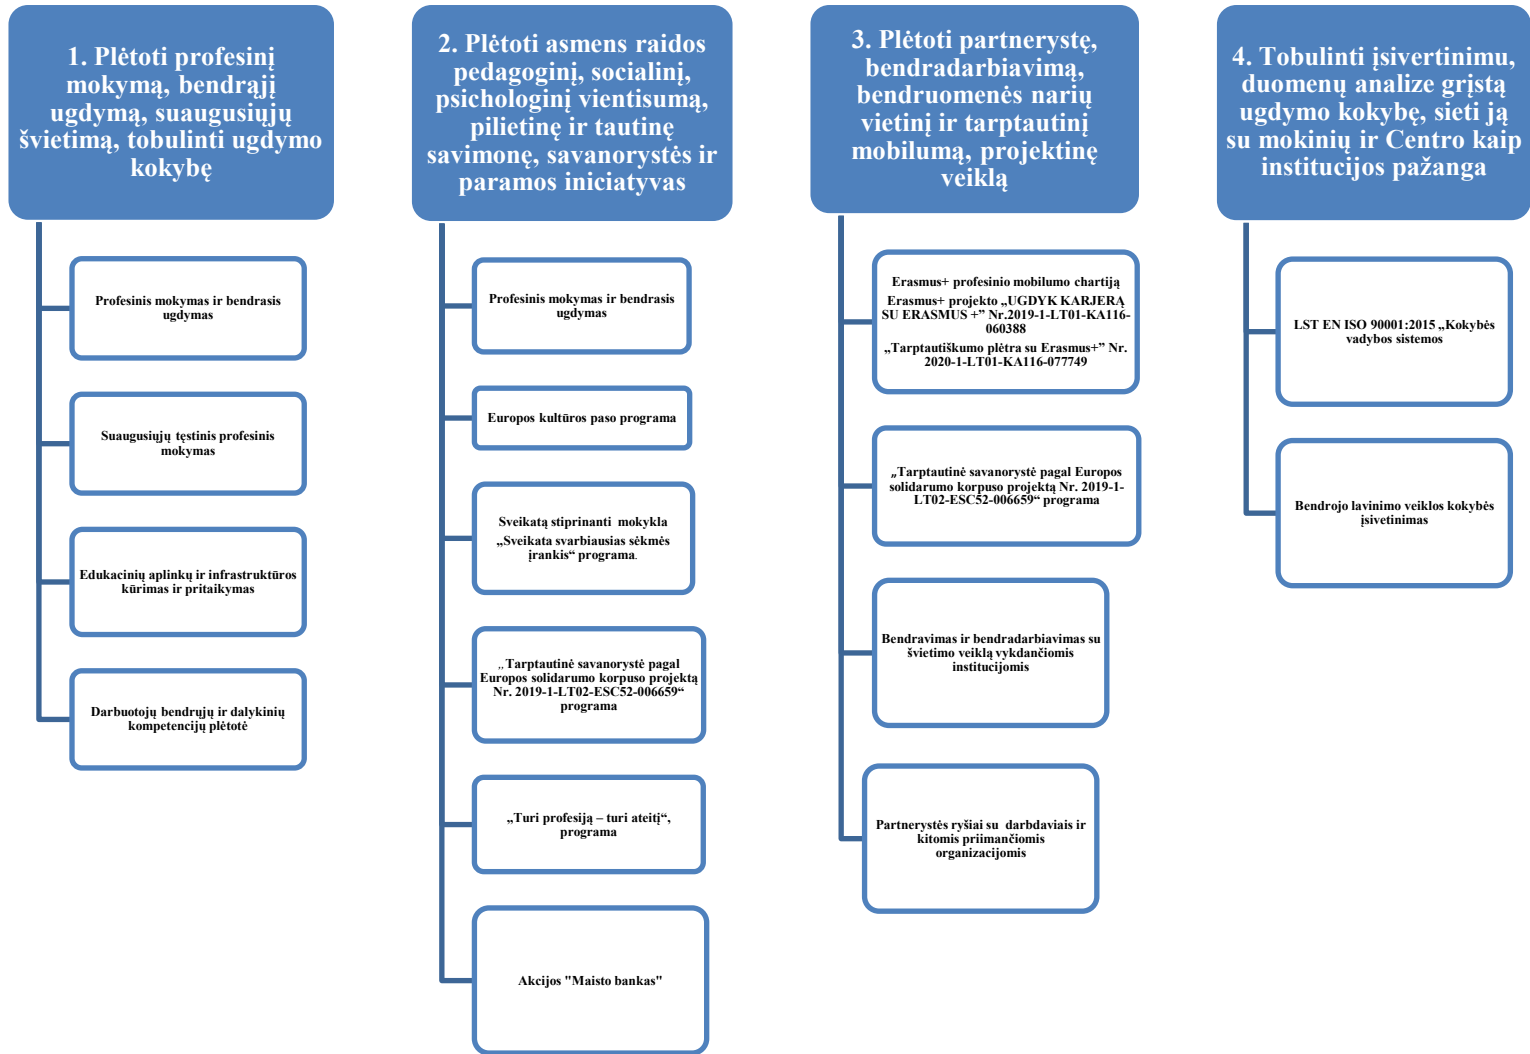 1. Plėtoti profesinį
mokymą, bendrąjį
ugdymą, suaugusiųjų
švietimą, tobulinti ugdymo
kokybę
Profesinis mokymas ir bendrasis
ugdymas
Suaugusiųjų tęstinis profesinis
mokymas
Edukacinių aplinkų ir infrastruktūros
kūrimas ir pritaikymas
Darbuotojų bendrųjų ir dalykinių
kompetencijų plėtotė
2. Plėtoti asmens raidos
pedagoginį, socialinį,
psichologinį vientisumą,
pilietinę ir tautinę
savimonę, savanorystės ir
paramos iniciatyvas
Profesinis mokymas ir bendrasis
ugdymas
Europos kultūros paso programa
Sveikatą stiprinanti mokykla
„Sveikata svarbiausias sėkmės
įrankis“ programa.
„Tarptautinė savanorystė pagal
Europos solidarumo korpuso projektą
Nr. 2019-1-LT02-ESC52-006659“
programa
„Turi profesiją – turi ateitį“,
programa
Akcijos "Maisto bankas"
3. Plėtoti partnerystę,
bendradarbiavimą,
bendruomenės narių
vietinį ir tarptautinį
mobilumą, projektinę
veiklą
Erasmus+ profesinio mobilumo chartiją
Erasmus+ projekto „UGDYK KARJERĄ
SU ERASMUS +” Nr.2019-1-LT01-KA116-
060388
„Tarptautiškumo plėtra su Erasmus+” Nr.
2020-1-LT01-KA116-077749
„Tarptautinė savanorystė pagal Europos
solidarumo korpuso projektą Nr. 2019-1-
LT02-ESC52-006659“ programa
Bendravimas ir bendradarbiavimas su
švietimo veiklą vykdančiomis
institucijomis
Partnerystės ryšiai su darbdaviais ir
kitomis priimančiomis
organizacijomis
4. Tobulinti įsivertinimu,
duomenų analize grįstą
ugdymo kokybę, sieti ją
su mokinių ir Centro kaip
institucijos pažanga
LST EN ISO 90001:2015 „Kokybės
vadybos sistemos
Bendrojo lavinimo veiklos kokybės
įsivetinimas